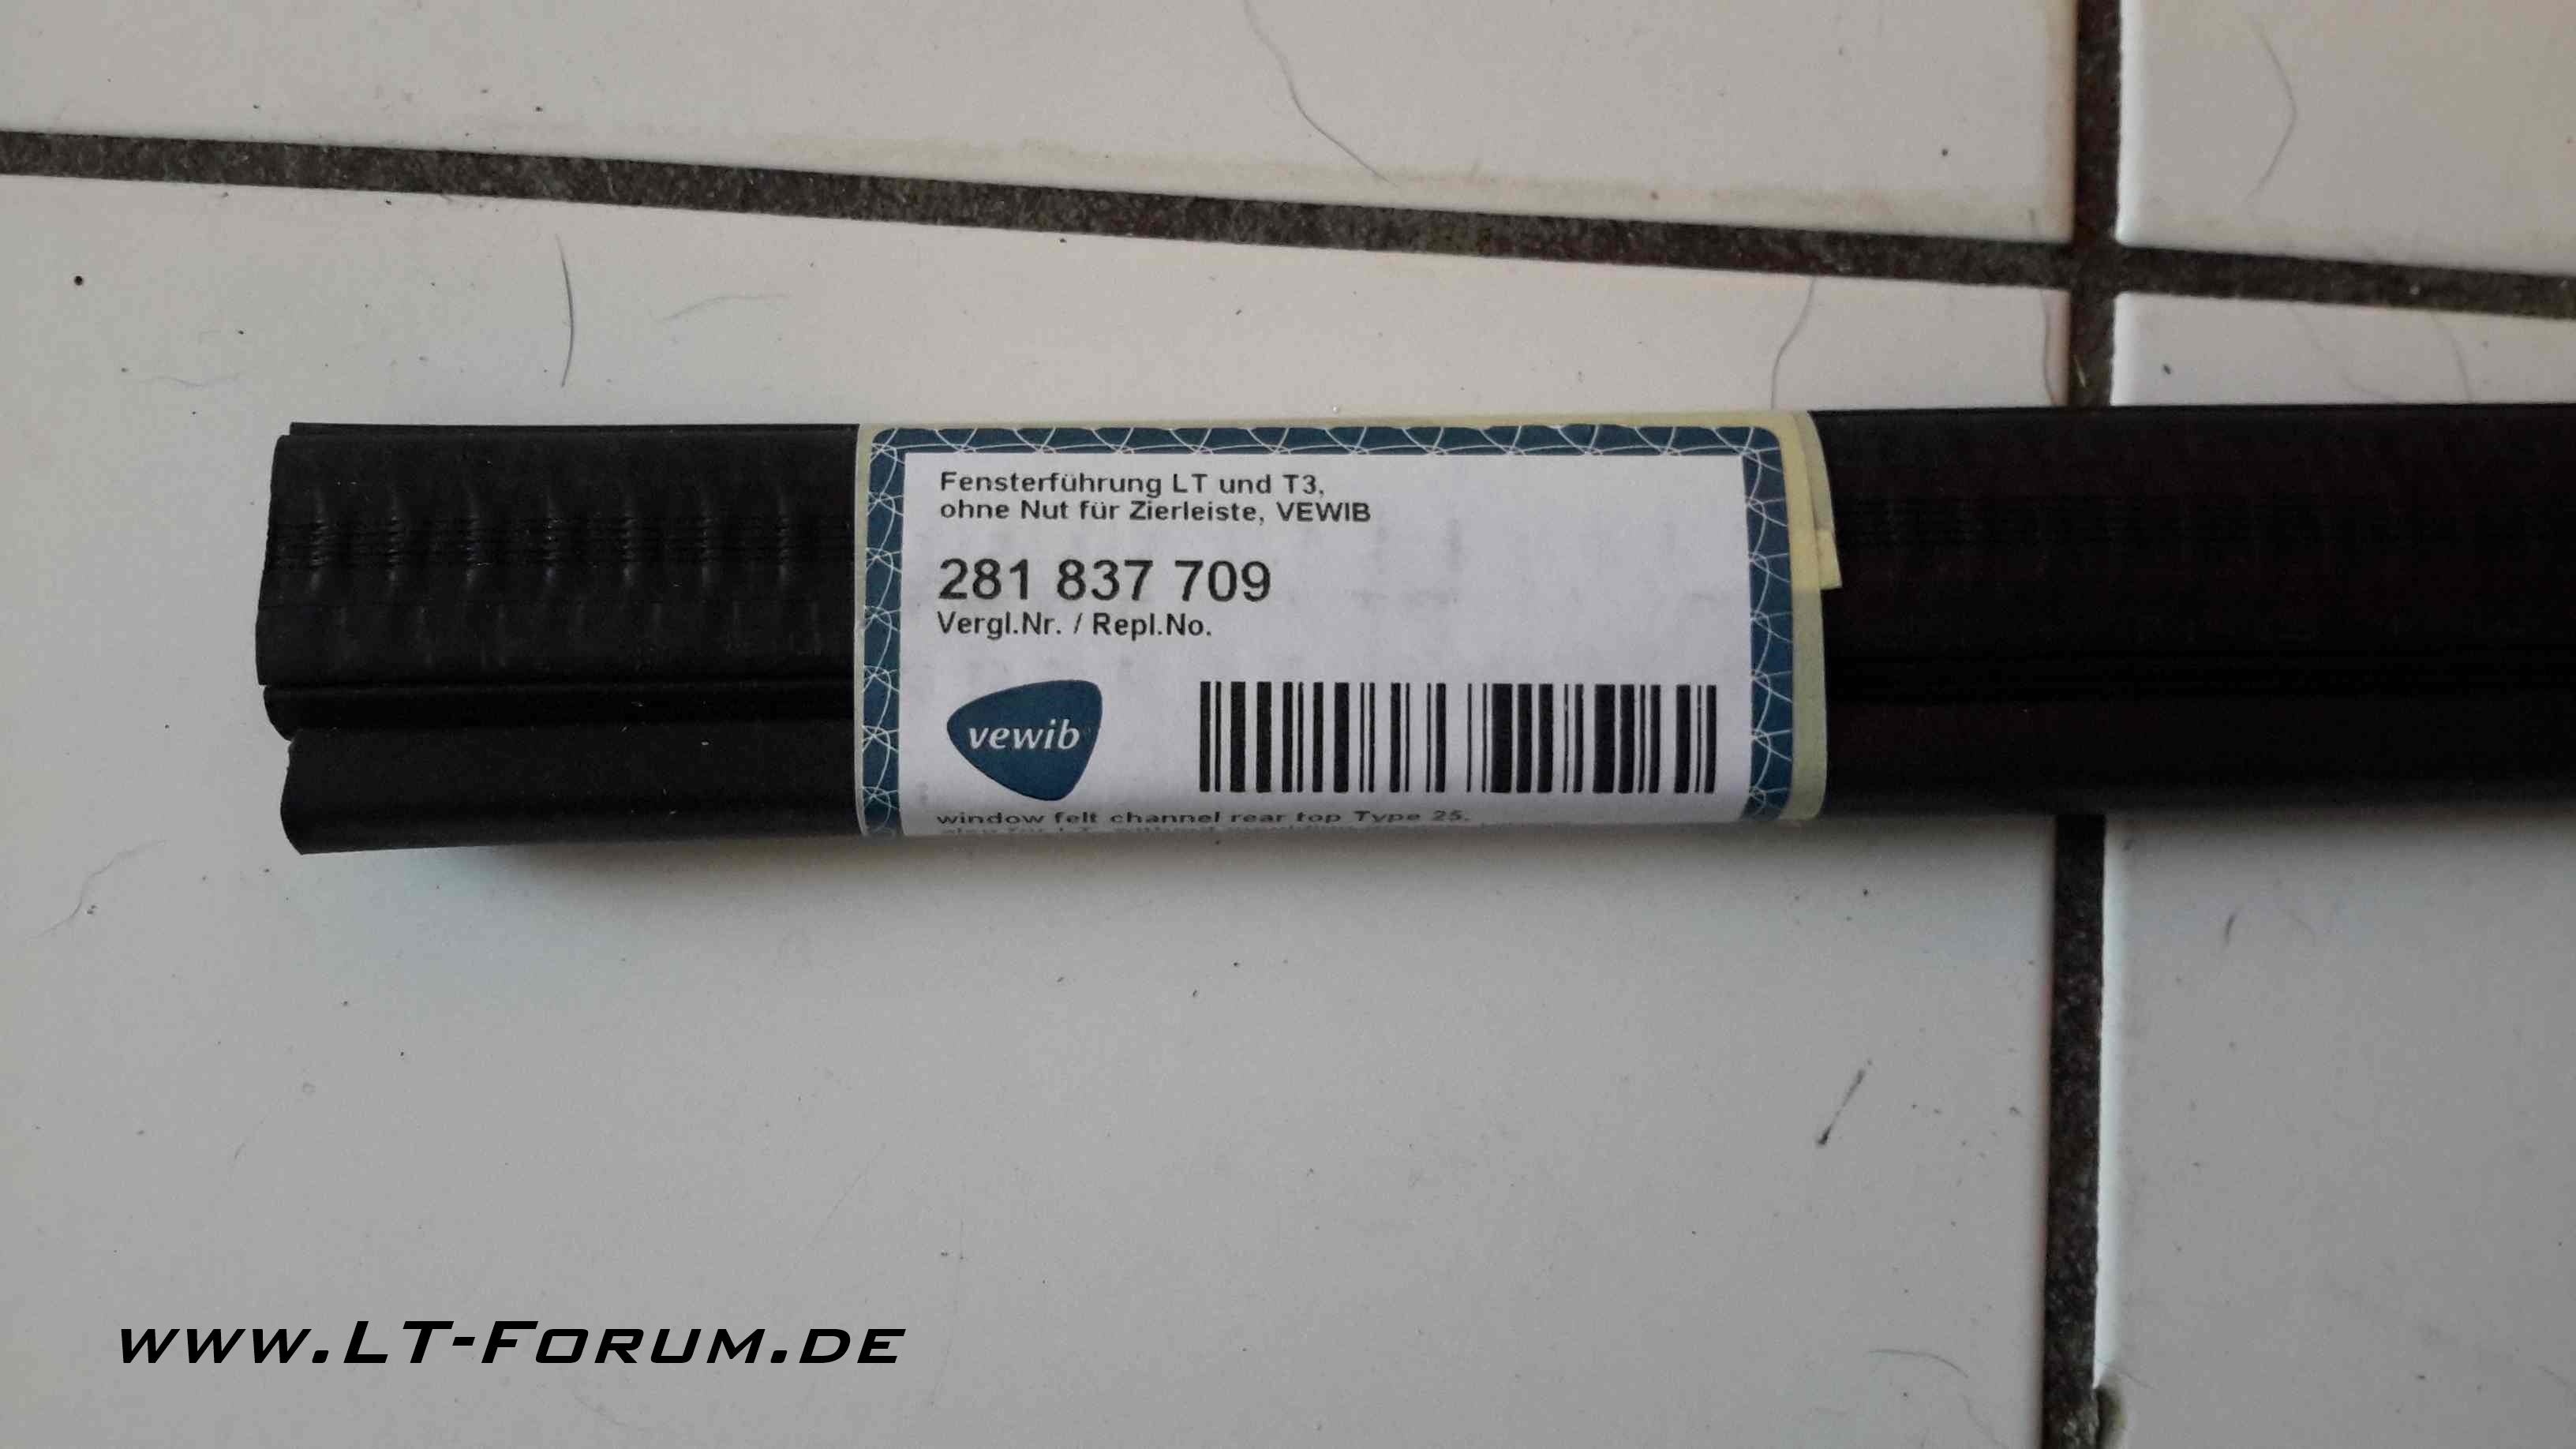 Fensterführung LT und T3,
ohne Nut für Zierleiste, VEWIB
281 837 709
Vergl.Nr. / Repl.No.
vewib
window felt channel rear top Type 25,
www.LT-Forum.de